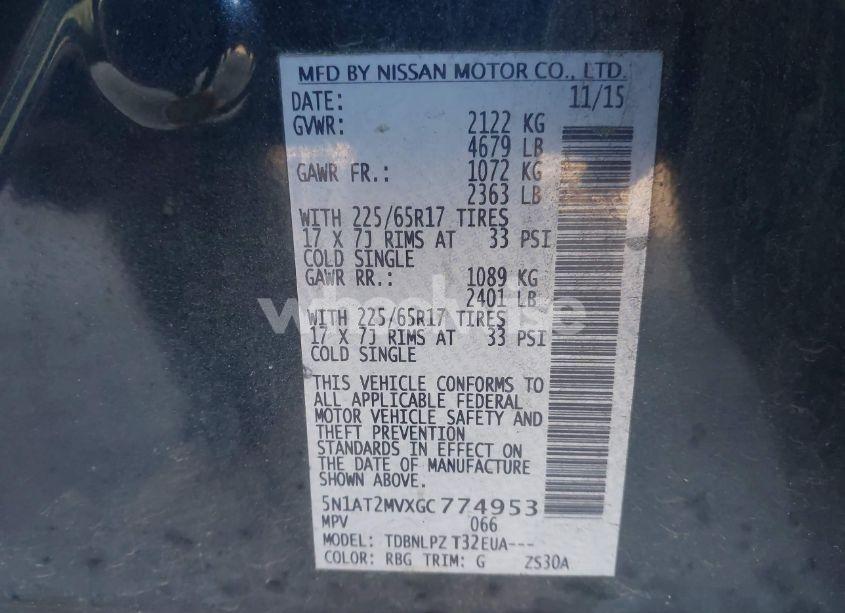 MFD BY NISSAN MOTOR CO., LTD.
DATE: 11/15
GVWR: 2122 KG
4679 LB
GAWR FR.: 1072 KG
2363 LB
WITH 225/65R17 TIRES
17 X 7J RIMS AT 33 PSI
COLD SINGLE
GAWR RR.: 1089 KG
2401 LB
WITH 225/65R17 TIRES
17 X 7J RIMS AT 33 PSI
COLD SINGLE
THIS VEHICLE CONFORMS TO
ALL APPLICABLE FEDERAL
MOTOR VEHICLE SAFETY AND
THEFT PREVENTION
STANDARDS IN EFFECT ON
THE DATE OF MANUFACTURE
SHOWN ABOVE.
5N1AT2MVXGC774953
MPV 066
MODEL: TDBNLPZ T32EUA---
COLOR: RBG TRIM: G ZS30A